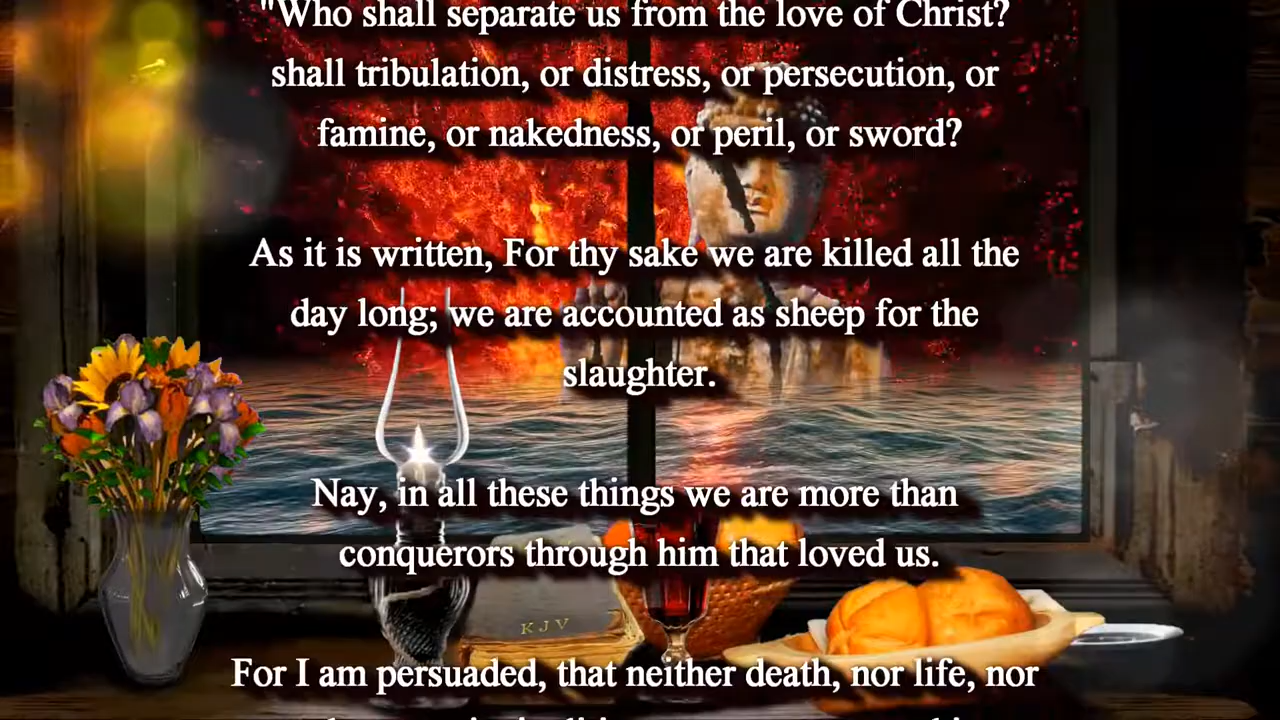 "Who shall separate us from the love of Christ?
shall tribulation, or distress, or persecution, or
famine, or nakedness, or peril, or sword?
As it is written, For thy sake we are killed all the
day long; we are accounted as sheep for the
slaughter.
Nay, in all these things we are more than
conquerors through him that loved us.
KJV
For I am persuaded, that neither death, nor life, nor